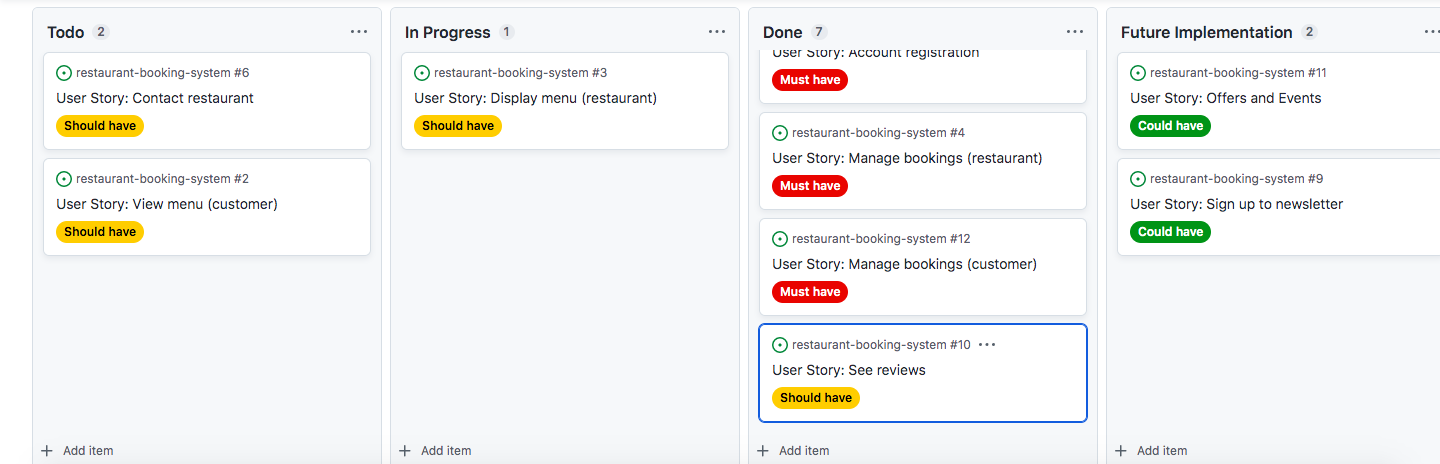 Todo 2
restaurant-booking-system #6
User Story: Contact restaurant
Should have
restaurant-booking-system #2
User Story: View menu (customer)
Should have
Add item
In Progress 1
restaurant-booking-system #3
User Story: Display menu (restaurant)
Should have
Add item
Done 7
User Story: Account registration
Must have
restaurant-booking-system #4
User Story: Manage bookings (restaurant)
Must have
restaurant-booking-system #12
User Story: Manage bookings (customer)
Must have
restaurant-booking-system #10
User Story: See reviews
Should have
Add item
Future Implementation 2
restaurant-booking-system #11
User Story: Offers and Events
Could have
restaurant-booking-system #9
User Story: Sign up to newsletter
Could have
Add item